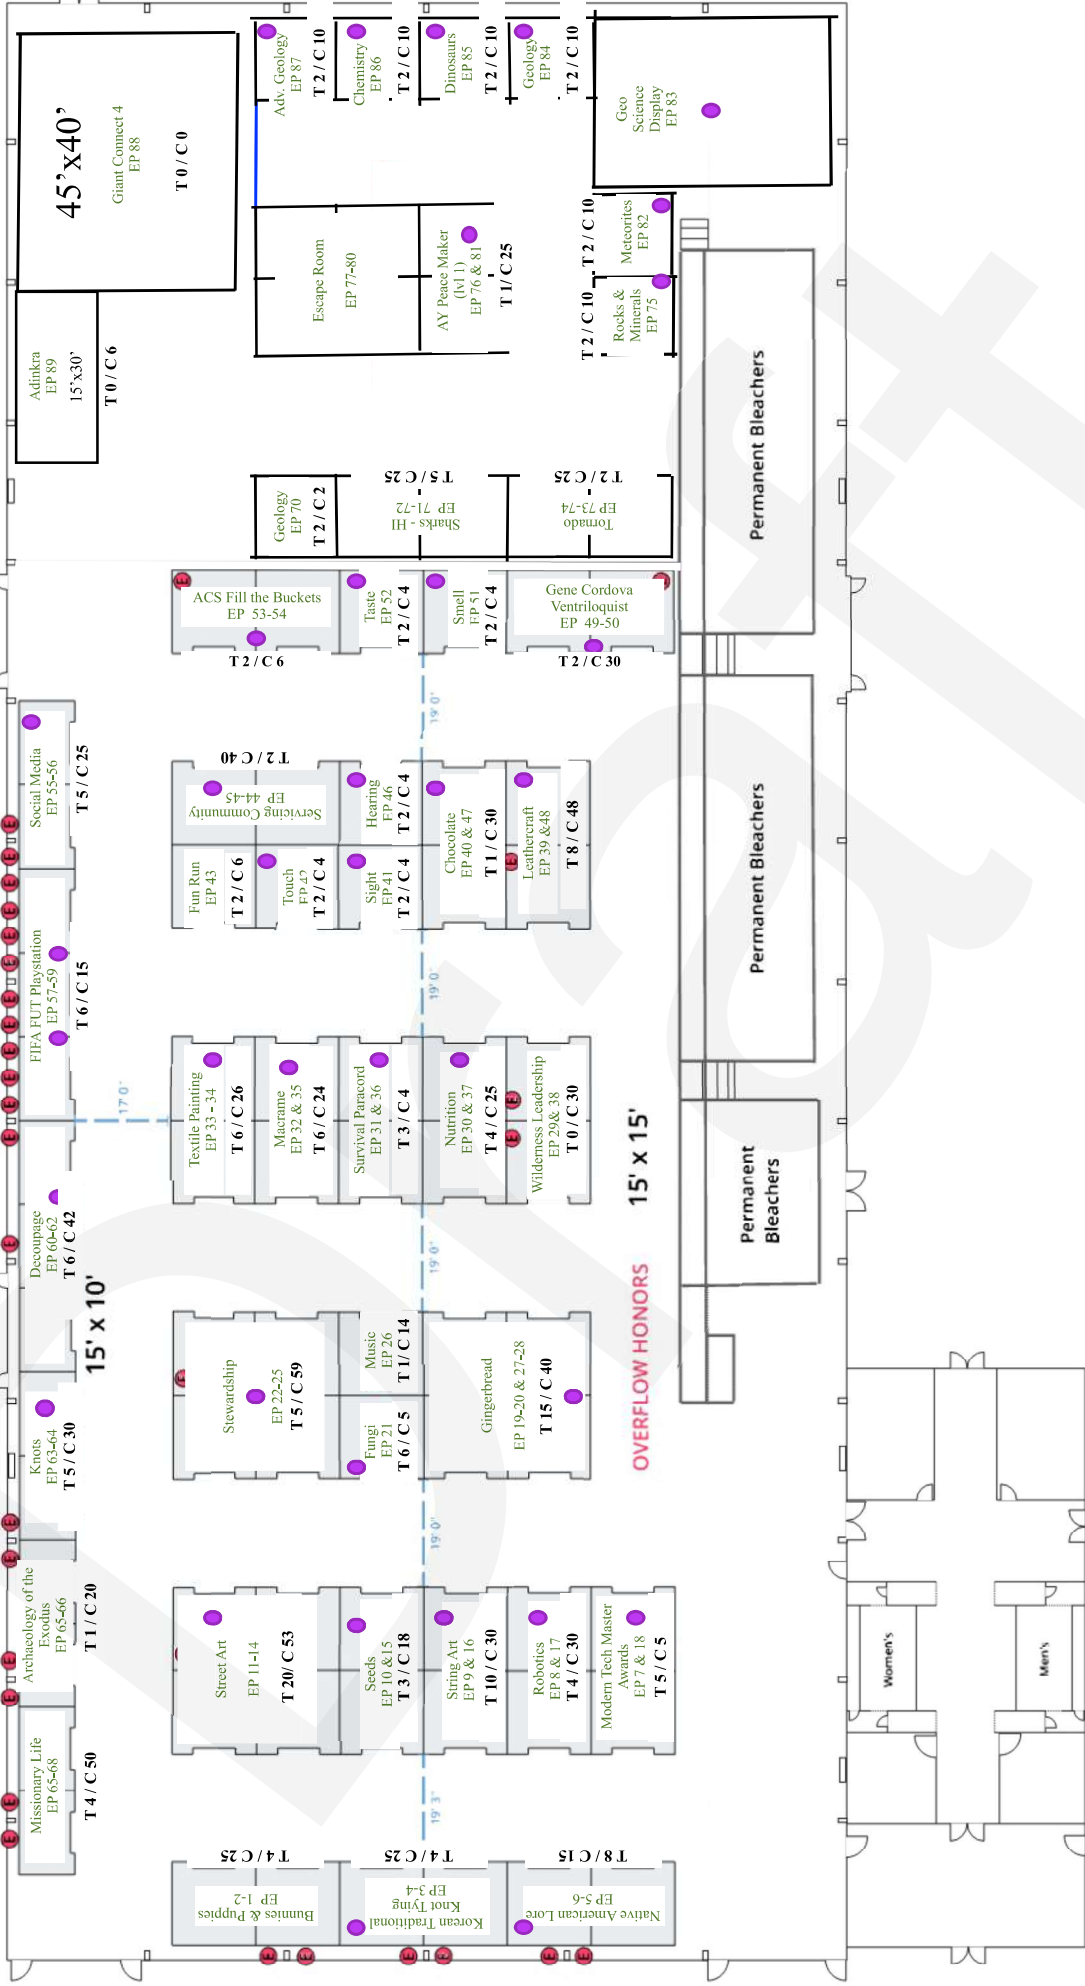 45'x40'
Giant Connect 4
EP 88
T 0 / C 0
Adv. Geology
EP 87
T 2 / C 10
Chemistry
EP 86
T 2 / C 10
Dinosaurs
EP 85
T 2 / C 10
Geology
EP 84
T 2 / C 10
Geo
Science
Display
EP 83
Adinkra
EP 89
15'x30'
T 0 / C 6
Escape Room
EP 77-80
AY Peace Maker
(lvl 1)
EP 76 & 81
T 1/ C 25
Meteorites
EP 82
T 2 / C 10
Rocks &
Minerals
EP 75
T 2 / C 10
Geology
EP 70
T 2 / C 2
Sharks - HI
EP 71-72
T 5 / C 25
Tornado
EP 73-74
T 2 / C 25
Permanent Bleachers
ACS Fill the Buckets
EP 53-54
T 2 / C 6
Taste
EP 52
T 2 / C 4
Smell
EP 51
T 2 / C 4
Gene Cordova
Ventriloquist
EP 49-50
T 2 / C 30
19' 0"
Social Media
EP 55-56
T 5 / C 25
Servicing Community
EP 44-45
T 2 / C 40
Hearing
EP 46
T 2 / C 4
Chocolate
EP 40 & 47
T 1 / C 30
Leathercraft
EP 39 &48
T 8 / C 48
Fun Run
EP 43
T 2 / C 6
Touch
EP 42
T 2 / C 4
Sight
EP 41
T 2 / C 4
Permanent Bleachers
FIFA FUT Playstation
EP 57-59
T 6 / C 15
19' 0"
17' 0"
Textile Painting
EP 33 - 34
T 6 / C 26
Macrame
EP 32 & 35
T 6 / C 24
Survival Paracord
EP 31 & 36
T 3 / C 4
Nutrition
EP 30 & 37
T 4 / C 25
Wilderness Leadership
EP 29& 38
T 0 / C 30
15' x 15'
Permanent
Bleachers
Decoupage
EP 60-62
T 6 / C 42
15' x 10'
19' 0"
Stewardship
EP 22-25
T 5 / C 59
Music
EP 26
T 1/ C 14
Fungi
EP 21
T 6 / C 5
Gingerbread
EP 19-20 & 27-28
T 15 / C 40
OVERFLOW HONORS
Knots
EP 63-64
T 5 / C 30
19' 0"
Archaeology of the
Exodus
EP 65-66
T 1 / C 20
Street Art
EP 11-14
T 20/ C 53
Seeds
EP 10 &15
T 3 / C 18
String Art
EP 9 & 16
T 10 / C 30
Robotics
EP 8 & 17
T 4 / C 30
Modern Tech Master
Awards
EP 7 & 18
T 5 / C 5
Women's
Men's
Missionary Life
EP 65-68
T 4 / C 50
19' 3"
Bunnies & Puppies
EP 1-2
T 4 / C 25
Korean Traditional
Knot Tying
EP 3-4
T 4 / C 25
Native American Lore
EP 5-6
T 8 / C 15
Draft